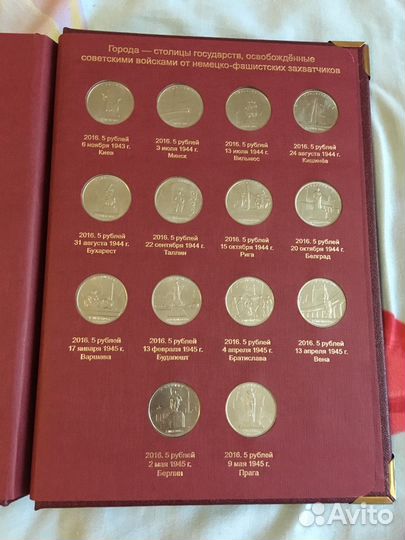 Города — столицы государств, освобождённые
советскими войсками от немецко-фашистских захватчиков
2016. 5 рублей
6 ноября 1943 г.
Киев
2016. 5 рублей
3 июля 1944 г.
Минск
2016. 5 рублей
13 июля 1944 г.
Вильнюс
2016. 5 рублей
24 августа 1944 г.
Кишинёв
2016. 5 рублей
31 августа 1944 г.
Бухарест
2016. 5 рублей
22 сентября 1944 г.
Таллин
2016. 5 рублей
15 октября 1944 г.
Рига
2016. 5 рублей
20 октября 1944 г.
Белград
2016. 5 рублей
17 января 1945 г.
Варшава
2016. 5 рублей
13 февраля 1945 г.
Будапешт
2016. 5 рублей
4 апреля 1945 г.
Братислава
2016. 5 рублей
13 апреля 1945 г.
Вена
2016. 5 рублей
2 мая 1945 г.
Берлин
2016. 5 рублей
9 мая 1945 г.
Прага
Avito